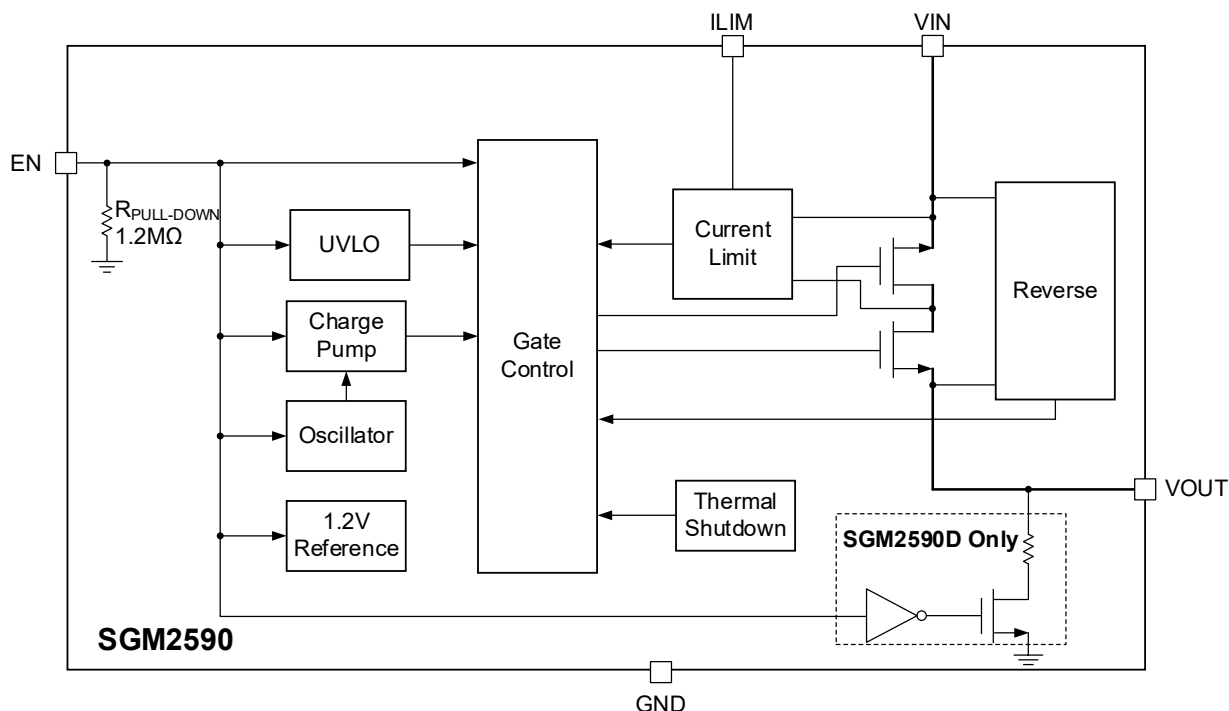 ILIM
VIN
EN
R_PULL-DOWN
1.2MΩ
UVLO
Charge
Pump
Oscillator
1.2V
Reference
Gate
Control
Current
Limit
Reverse
Thermal
Shutdown
VOUT
SGM2590D Only
SGM2590
GND